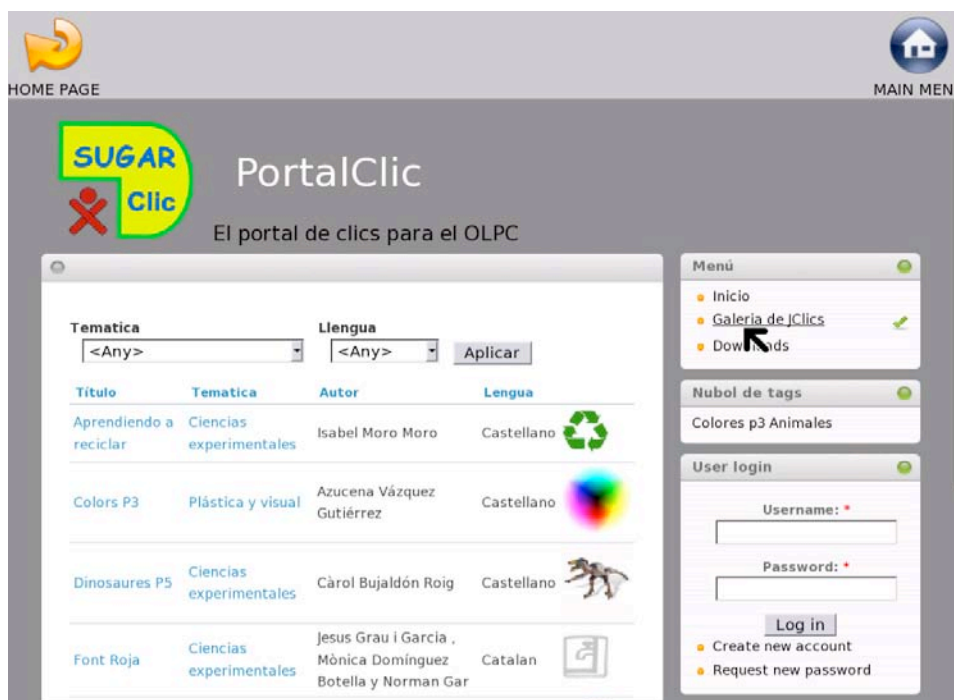 HOME PAGE
MAIN MEN
SUGAR
Clic
PortalClic
El portal de clics para el OLPC
Tematica
Llengua
<Any>
<Any>
Aplicar
Título Tematica Autor Lengua
Aprendiendo a
reciclar
Ciencias
experimentales
Isabel Moro Moro
Castellano
Colors P3
Plástica y visual
Azucena Vázquez
Gutiérrez
Castellano
Dinosaures P5
Ciencias
experimentales
Càrol Bujaldón Roig
Castellano
Font Roja
Ciencias
experimentales
Jesus Grau i Garcia ,
Mònica Domínguez
Botella y Norman Gar
Catalan
Menú
Inicio
Galeria de JClics
Nubol de tags
Colores p3 Animales
User login
Username: *
Password: *
Log in
Create new account
Request new password